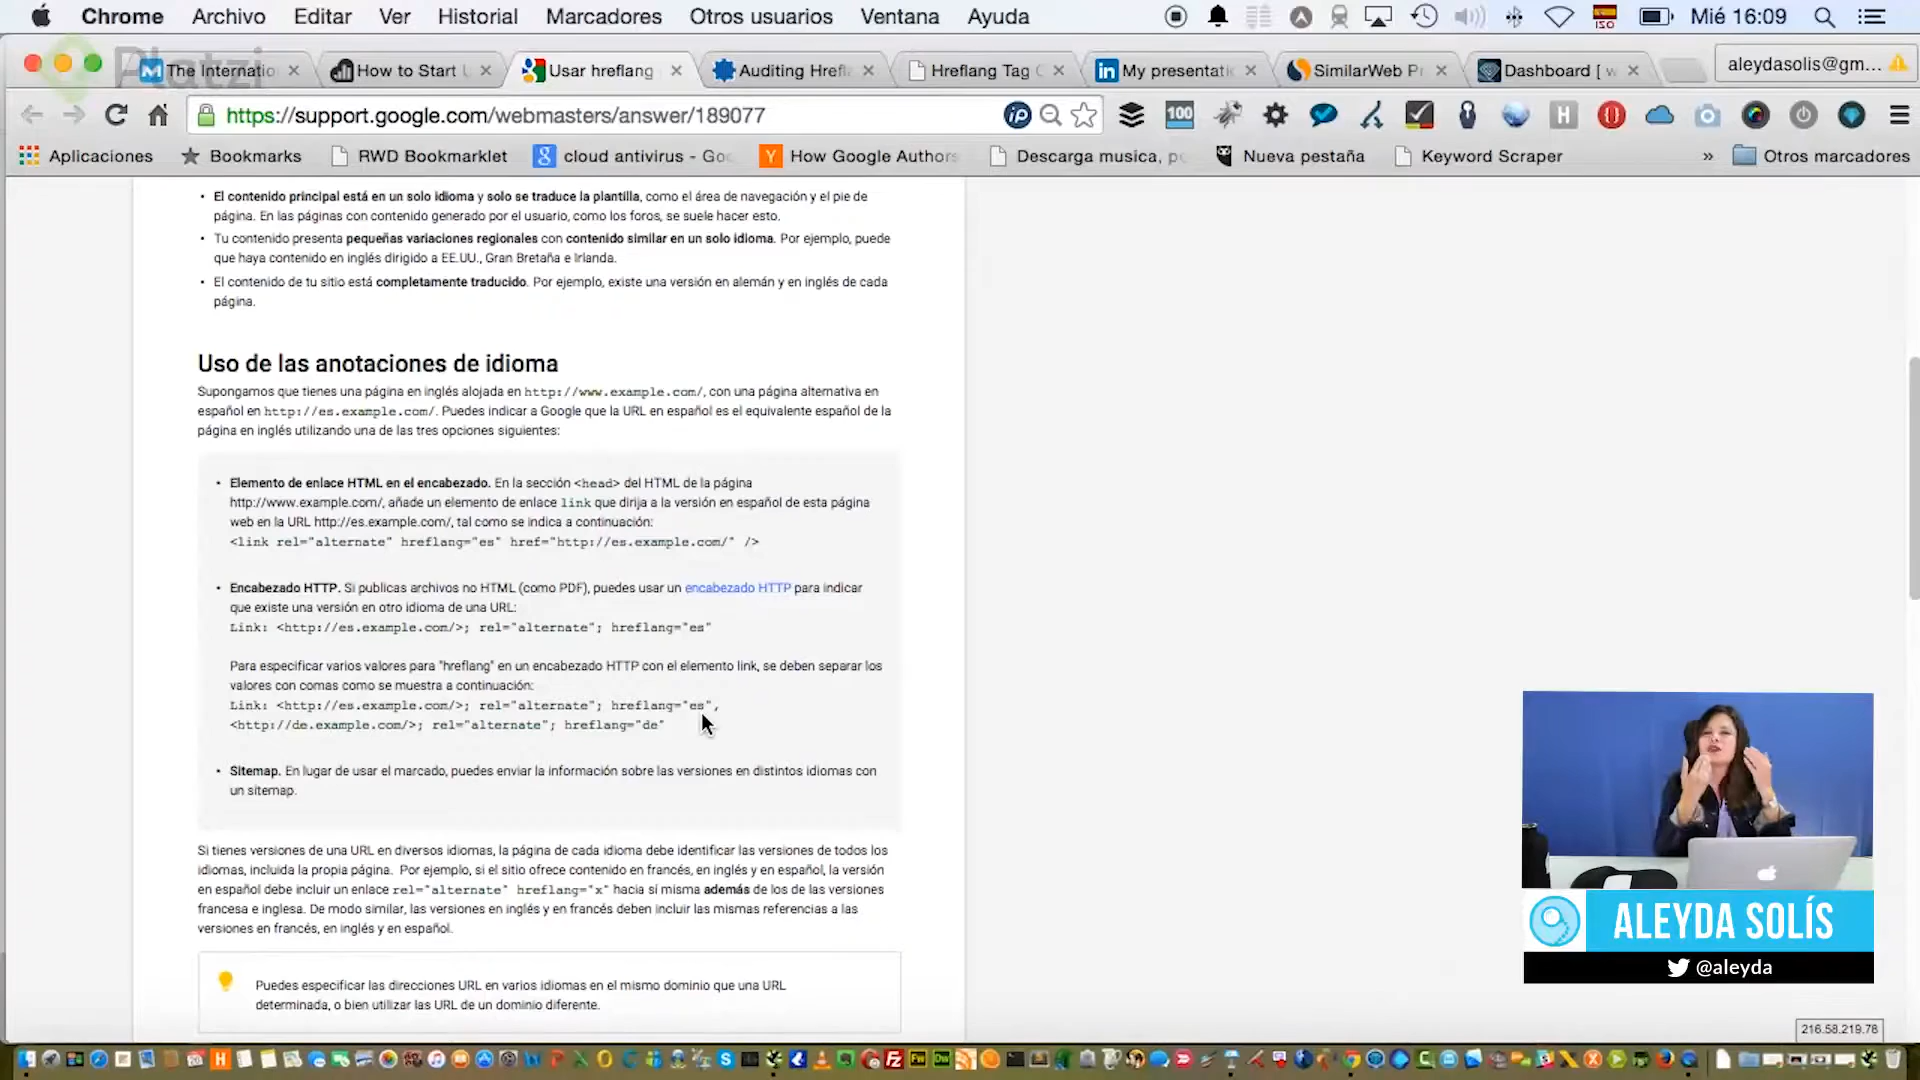 Chrome Archivo Editar Ver Historial Marcadores Otros usuarios Ventana Ayuda
ISO Mié 16:09
Platzi
The Internatio
How to Start
Usar hreflang
Auditing Hrefl
Hreflang Tag
My presentati
SimilarWeb Pr
Dashboard [
aleydasolis@gm...
https://support.google.com/webmasters/answer/189077
100
Aplicaciones Bookmarks RWD Bookmarklet cloud antivirus - Goo How Google Authors Descarga musica, p Nueva pestaña Keyword Scraper » Otros marcadores
• El contenido principal está en un solo idioma y solo se traduce la plantilla, como el área de navegación y el pie de
página. En las páginas con contenido generado por el usuario, como los foros, se suele hacer esto.
• Tu contenido presenta pequeñas variaciones regionales con contenido similar en un solo idioma. Por ejemplo, puede
que haya contenido en inglés dirigido a EE.UU., Gran Bretaña e Irlanda.
• El contenido de tu sitio está completamente traducido. Por ejemplo, existe una versión en alemán y en inglés de cada
página.
Uso de las anotaciones de idioma
Supongamos que tienes una página en inglés alojada en http://www.example.com/, con una página alternativa en
español en http://es.example.com/. Puedes indicar a Google que la URL en español es el equivalente español de la
página en inglés utilizando una de las tres opciones siguientes:
• Elemento de enlace HTML en el encabezado. En la sección <head> del HTML de la página
http://www.example.com/, añade un elemento de enlace link que dirija a la versión en español de esta página
web en la URL http://es.example.com/, tal como se indica a continuación:
<link rel="alternate" hreflang="es" href="http://es.example.com/" />
• Encabezado HTTP. Si publicas archivos no HTML (como PDF), puedes usar un encabezado HTTP para indicar
que existe una versión en otro idioma de una URL:
Link: <http://es.example.com/>; rel="alternate"; hreflang="es"
Para especificar varios valores para "hreflang" en un encabezado HTTP con el elemento link, se deben separar los
valores con comas como se muestra a continuación:
Link: <http://es.example.com/>; rel="alternate"; hreflang="es",
<http://de.example.com/>; rel="alternate"; hreflang="de"
• Sitemap. En lugar de usar el marcado, puedes enviar la información sobre las versiones en distintos idiomas con
un sitemap.
Si tienes versiones de una URL en diversos idiomas, la página de cada idioma debe identificar las versiones de todos los
idiomas, incluida la propia página. Por ejemplo, si el sitio ofrece contenido en francés, en inglés y en español, la versión
en español debe incluir un enlace rel="alternate" hreflang="x" hacia sí misma además de los de las versiones
francesa e inglesa. De modo similar, las versiones en inglés y en francés deben incluir las mismas referencias a las
versiones en francés, en inglés y en español.
Puedes especificar las direcciones URL en varios idiomas en el mismo dominio que una URL
determinada, o bien utilizar las URL de un dominio diferente.
ALEYDA SOLÍS
@aleyda
216.58.219.78